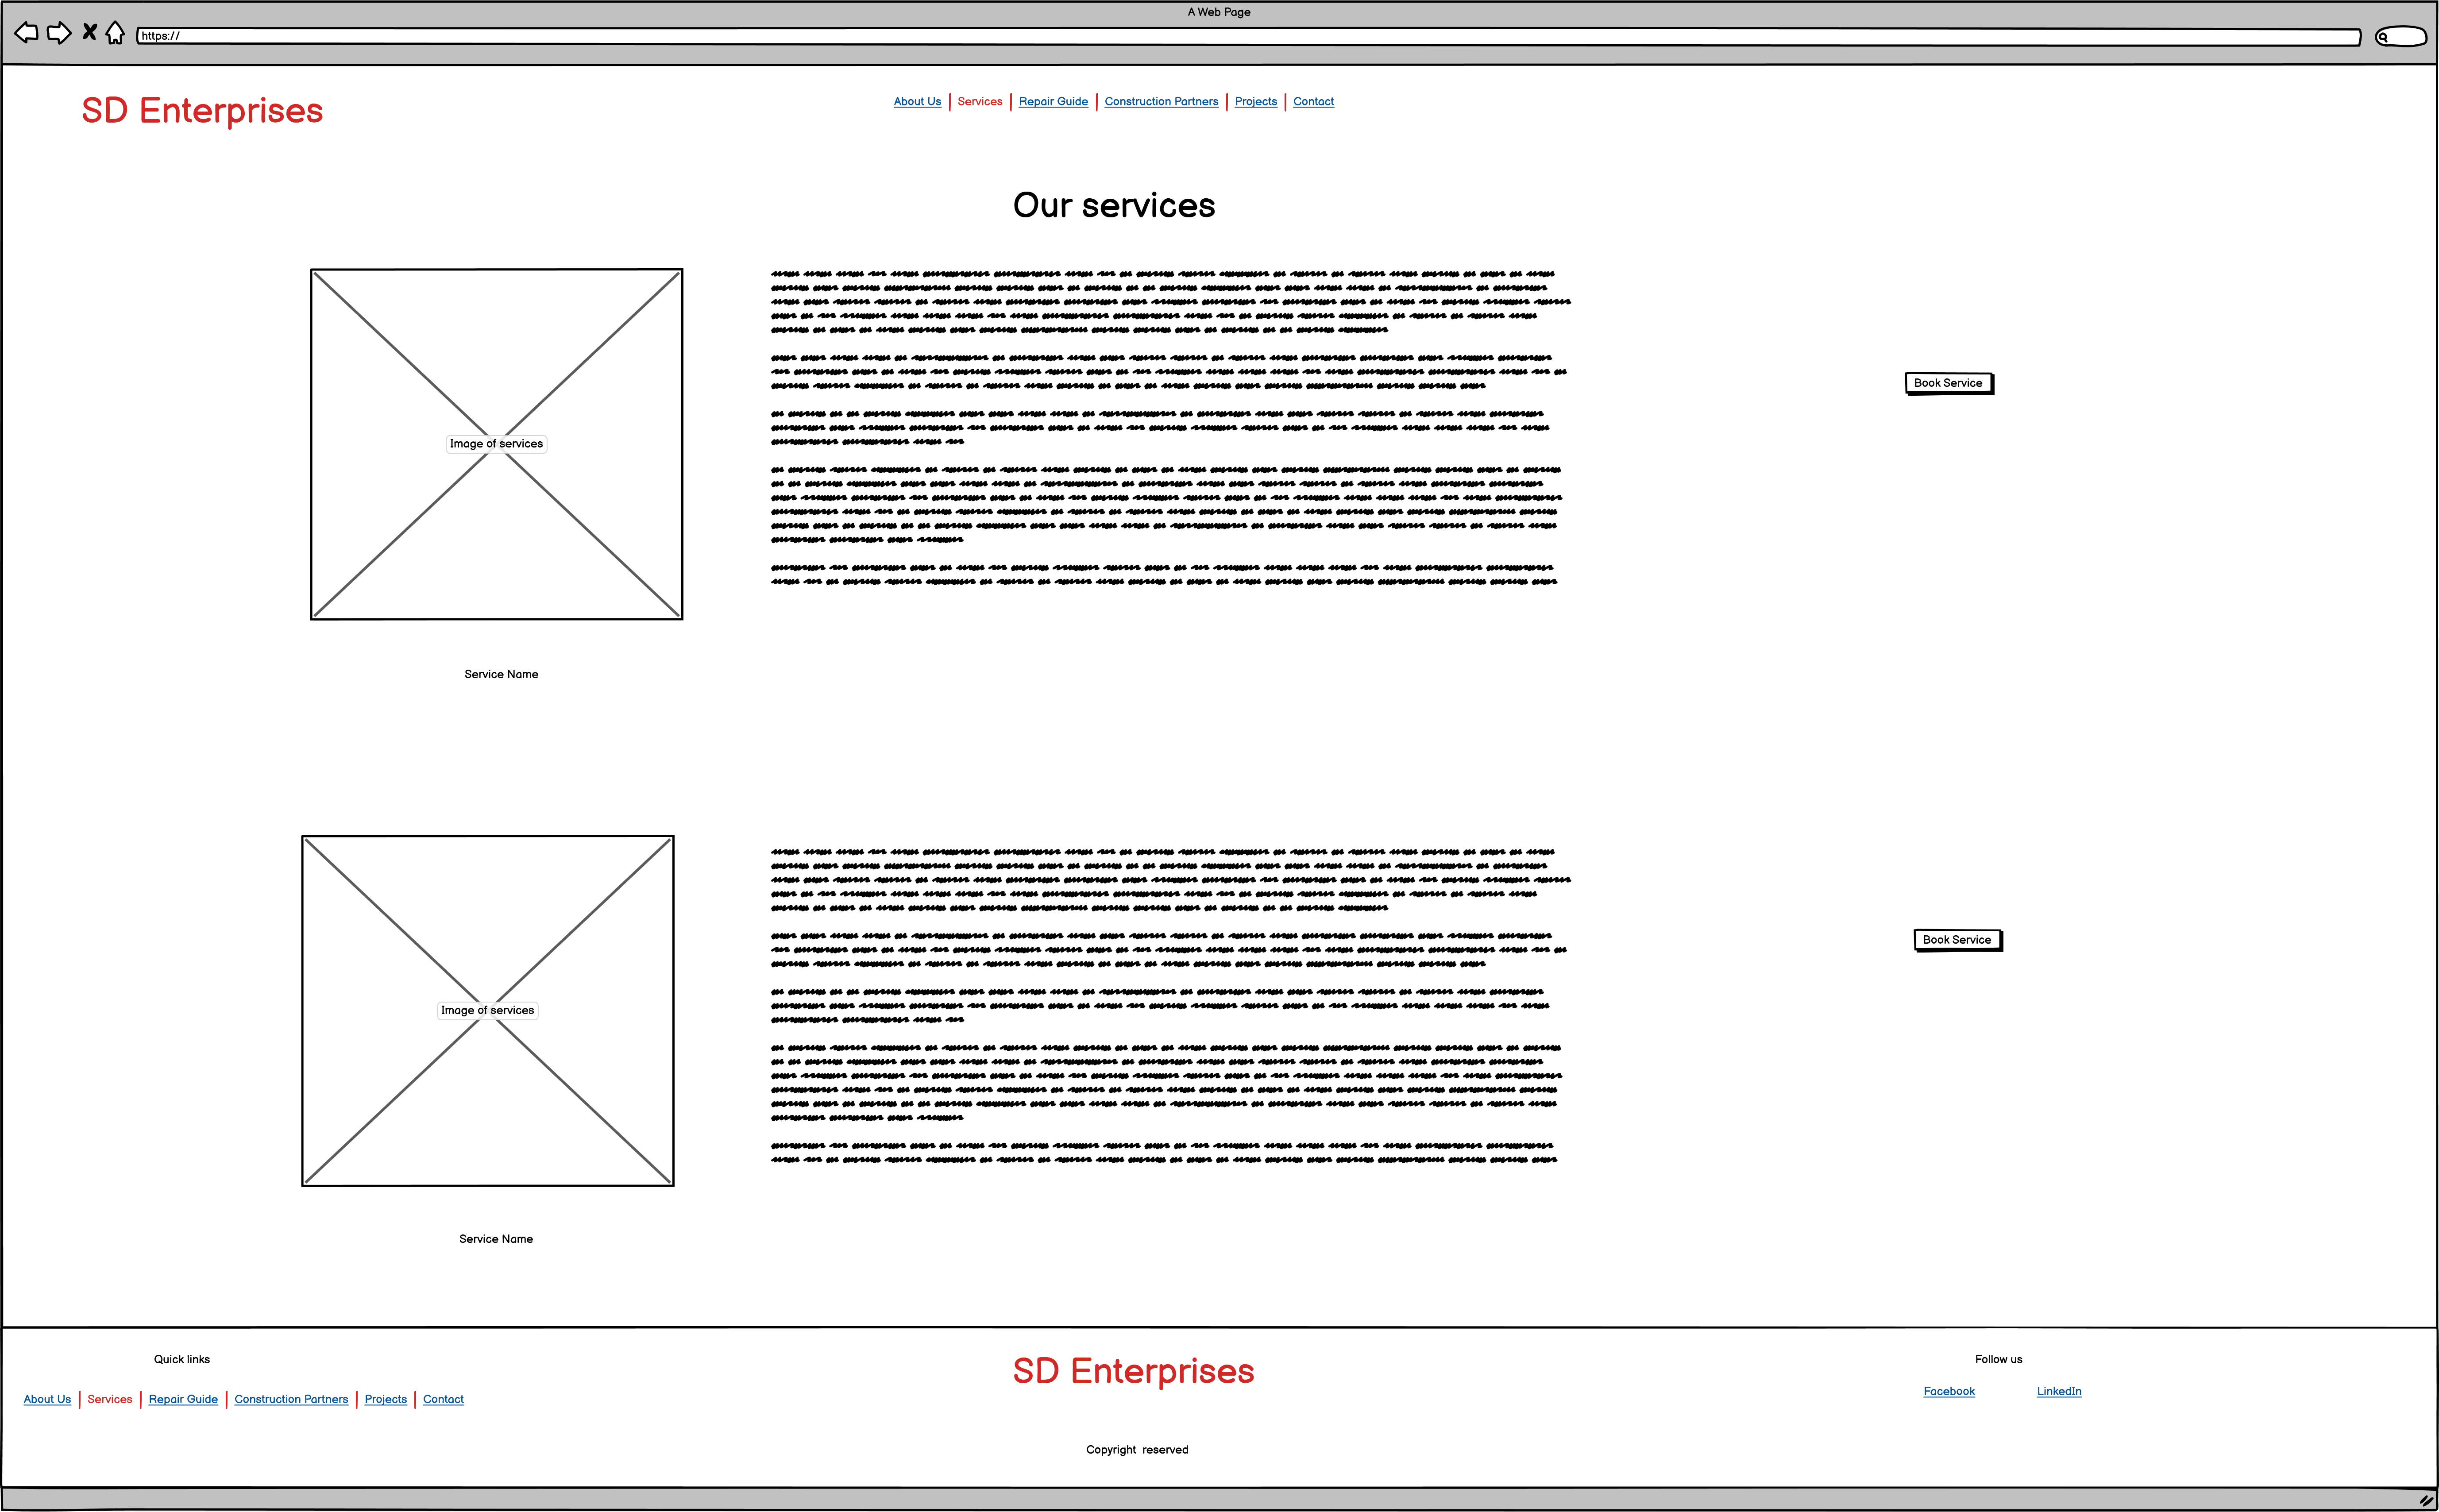 A Web Page
https://
SD Enterprises
About Us Services Repair Guide Construction Partners Projects Contact
Our services
Image of services
Book Service
Service Name
Image of services
Book Service
Service Name
Quick links
SD Enterprises
Follow us
About Us Services Repair Guide Construction Partners Projects Contact
Facebook LinkedIn
Copyright reserved